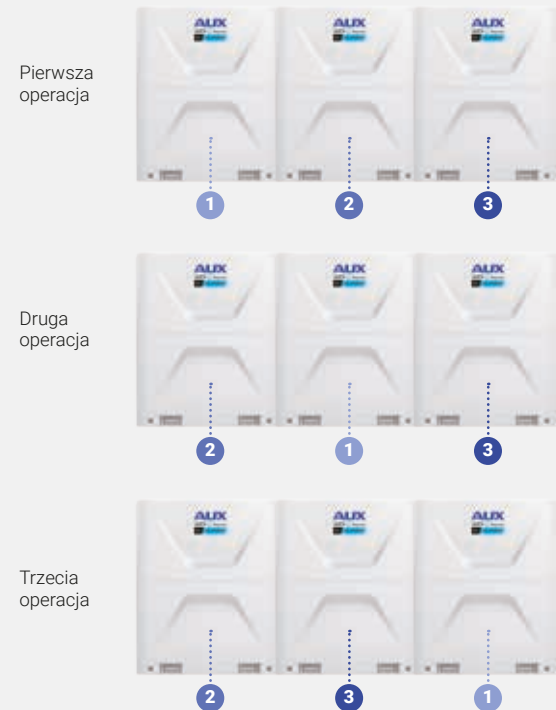 AUX AUX AUX
Pierwsza
operacja
1 2 3
AUX AUX AUX
Druga
operacja
2 1 3
AUX AUX AUX
Trzecia
operacja
2 3 1